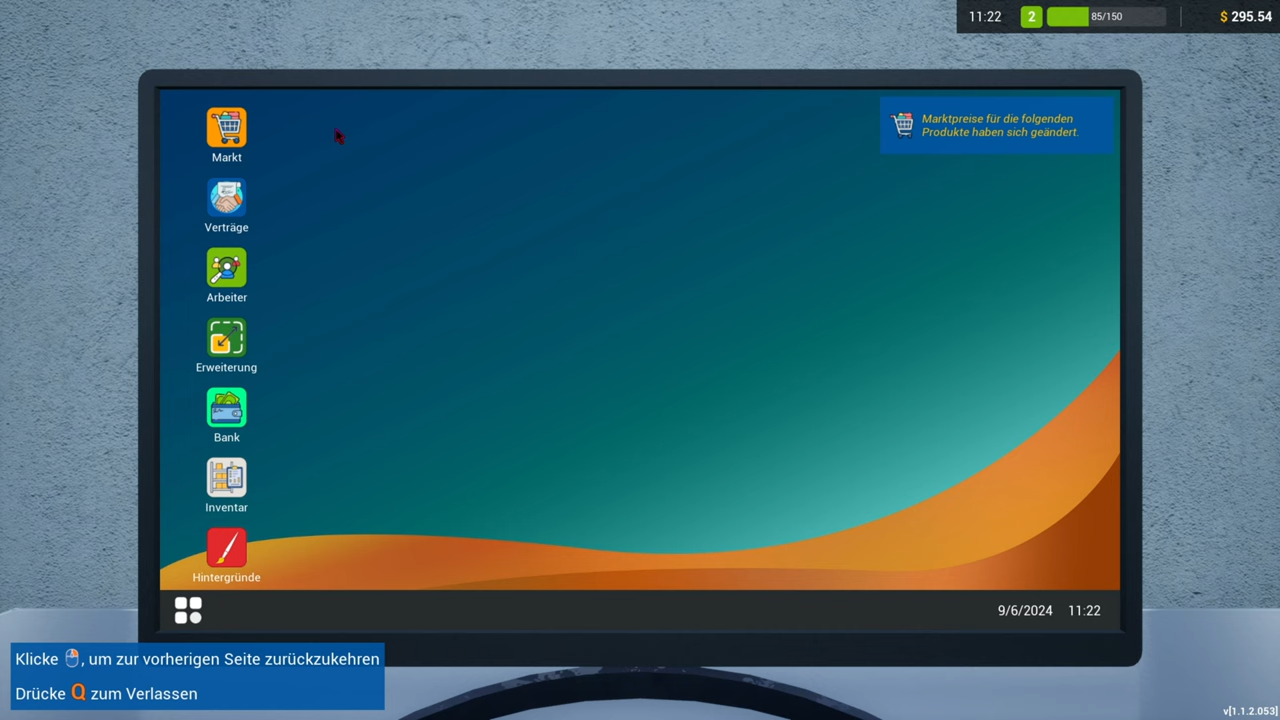 11:22 2 85/150 $ 295.54
Markt
Marktpreise für die folgenden
Produkte haben sich geändert.
Verträge
Arbeiter
Erweiterung
Bank
Inventar
Hintergründe
9/6/2024 11:22
Klicke , um zur vorherigen Seite zurückzukehren
Drücke Q zum Verlassen
v[1.1.2.053]